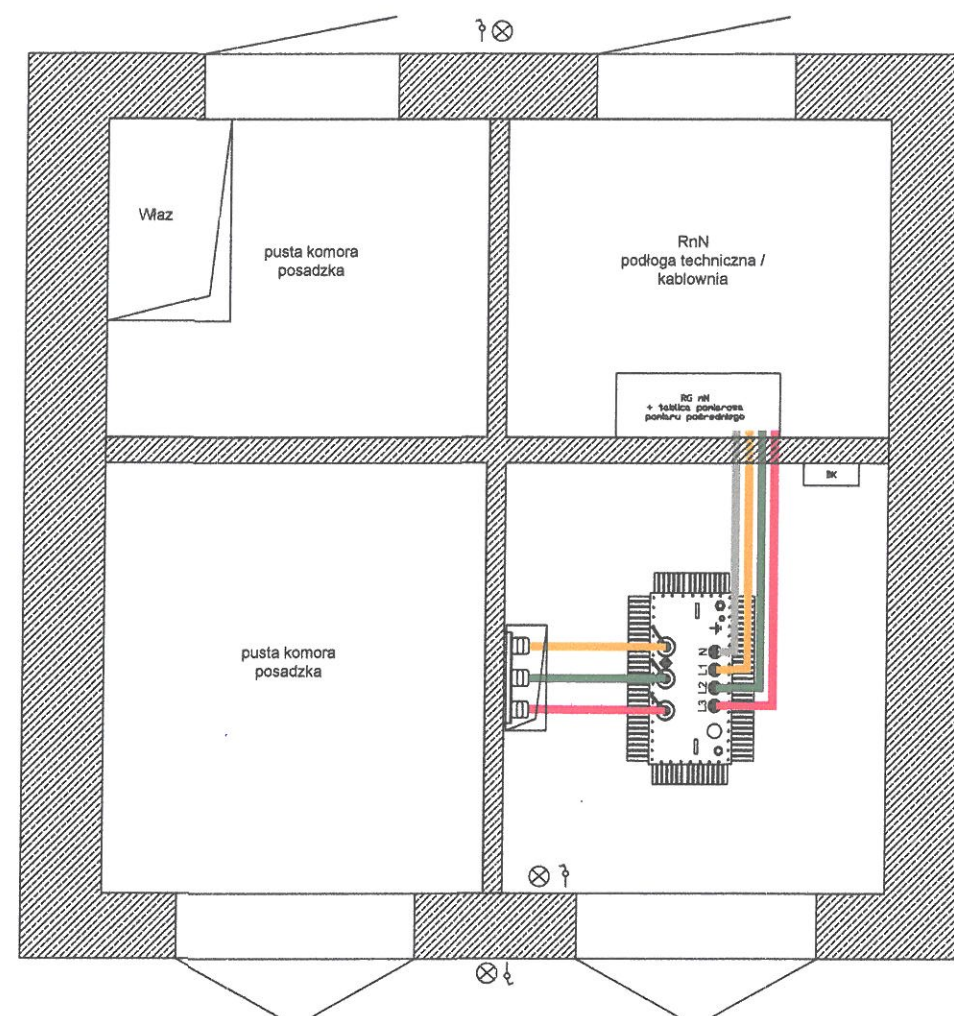 Właz
pusta komora
posadzka
RnN
podłoga techniczna /
kablownia
RG nN
+ tablica pomiarowa
pomiaru pośredniego
BK
pusta komora
posadzka
N
L1
L2
L3